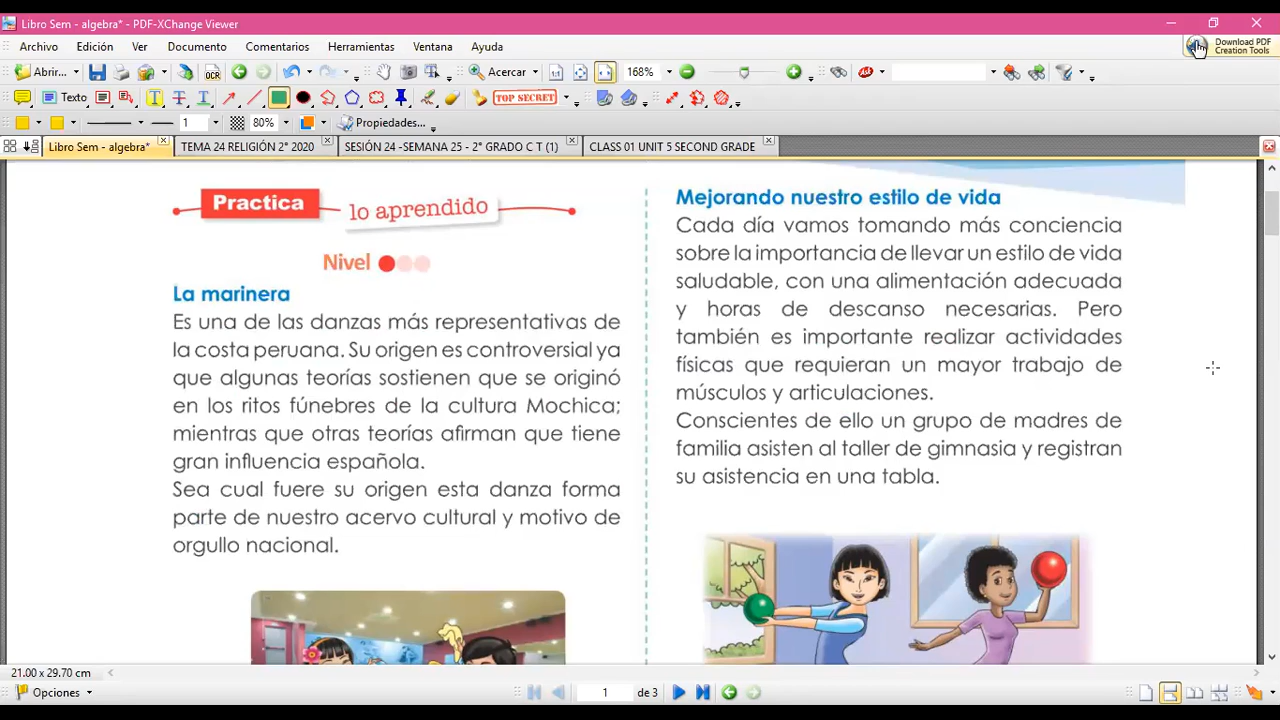 Libro Sem - algebra* - PDF-XChange Viewer
Archivo Edición Ver Documento Comentarios Herramientas Ventana Ayuda
Download PDF
Creation Tools
Abrir... OCR Acercar 1:1 168%
Texto TOP SECRET
1 80% Propiedades...
Libro Sem - algebra* TEMA 24 RELIGIÓN 2° 2020 SESIÓN 24 -SEMANA 25 - 2° GRADO C T (1) CLASS 01 UNIT 5 SECOND GRADE
Practica lo aprendido
Nivel
La marinera
Es una de las danzas más representativas de
la costa peruana. Su origen es controversial ya
que algunas teorías sostienen que se originó
en los ritos fúnebres de la cultura Mochica;
mientras que otras teorías afirman que tiene
gran influencia española.
Sea cual fuere su origen esta danza forma
parte de nuestro acervo cultural y motivo de
orgullo nacional.
Mejorando nuestro estilo de vida
Cada día vamos tomando más conciencia
sobre la importancia de llevar un estilo de vida
saludable, con una alimentación adecuada
y horas de descanso necesarias. Pero
también es importante realizar actividades
físicas que requieran un mayor trabajo de
músculos y articulaciones.
Conscientes de ello un grupo de madres de
familia asisten al taller de gimnasia y registran
su asistencia en una tabla.
21.00 x 29.70 cm
Opciones 1 de 3